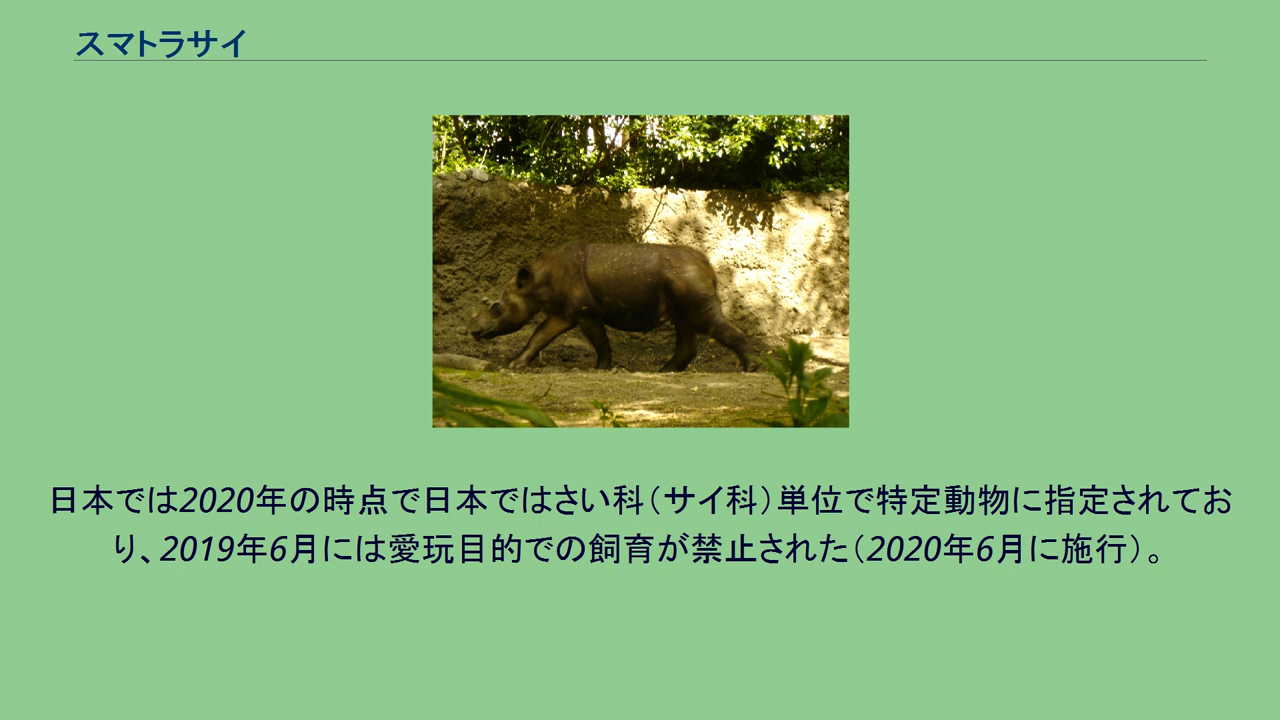 スマトラサイ
日本では2020年の時点で日本ではさい科（サイ科）単位で特定動物に指定されてお
り、2019年6月には愛玩目的での飼育が禁止された（2020年6月に施行）。